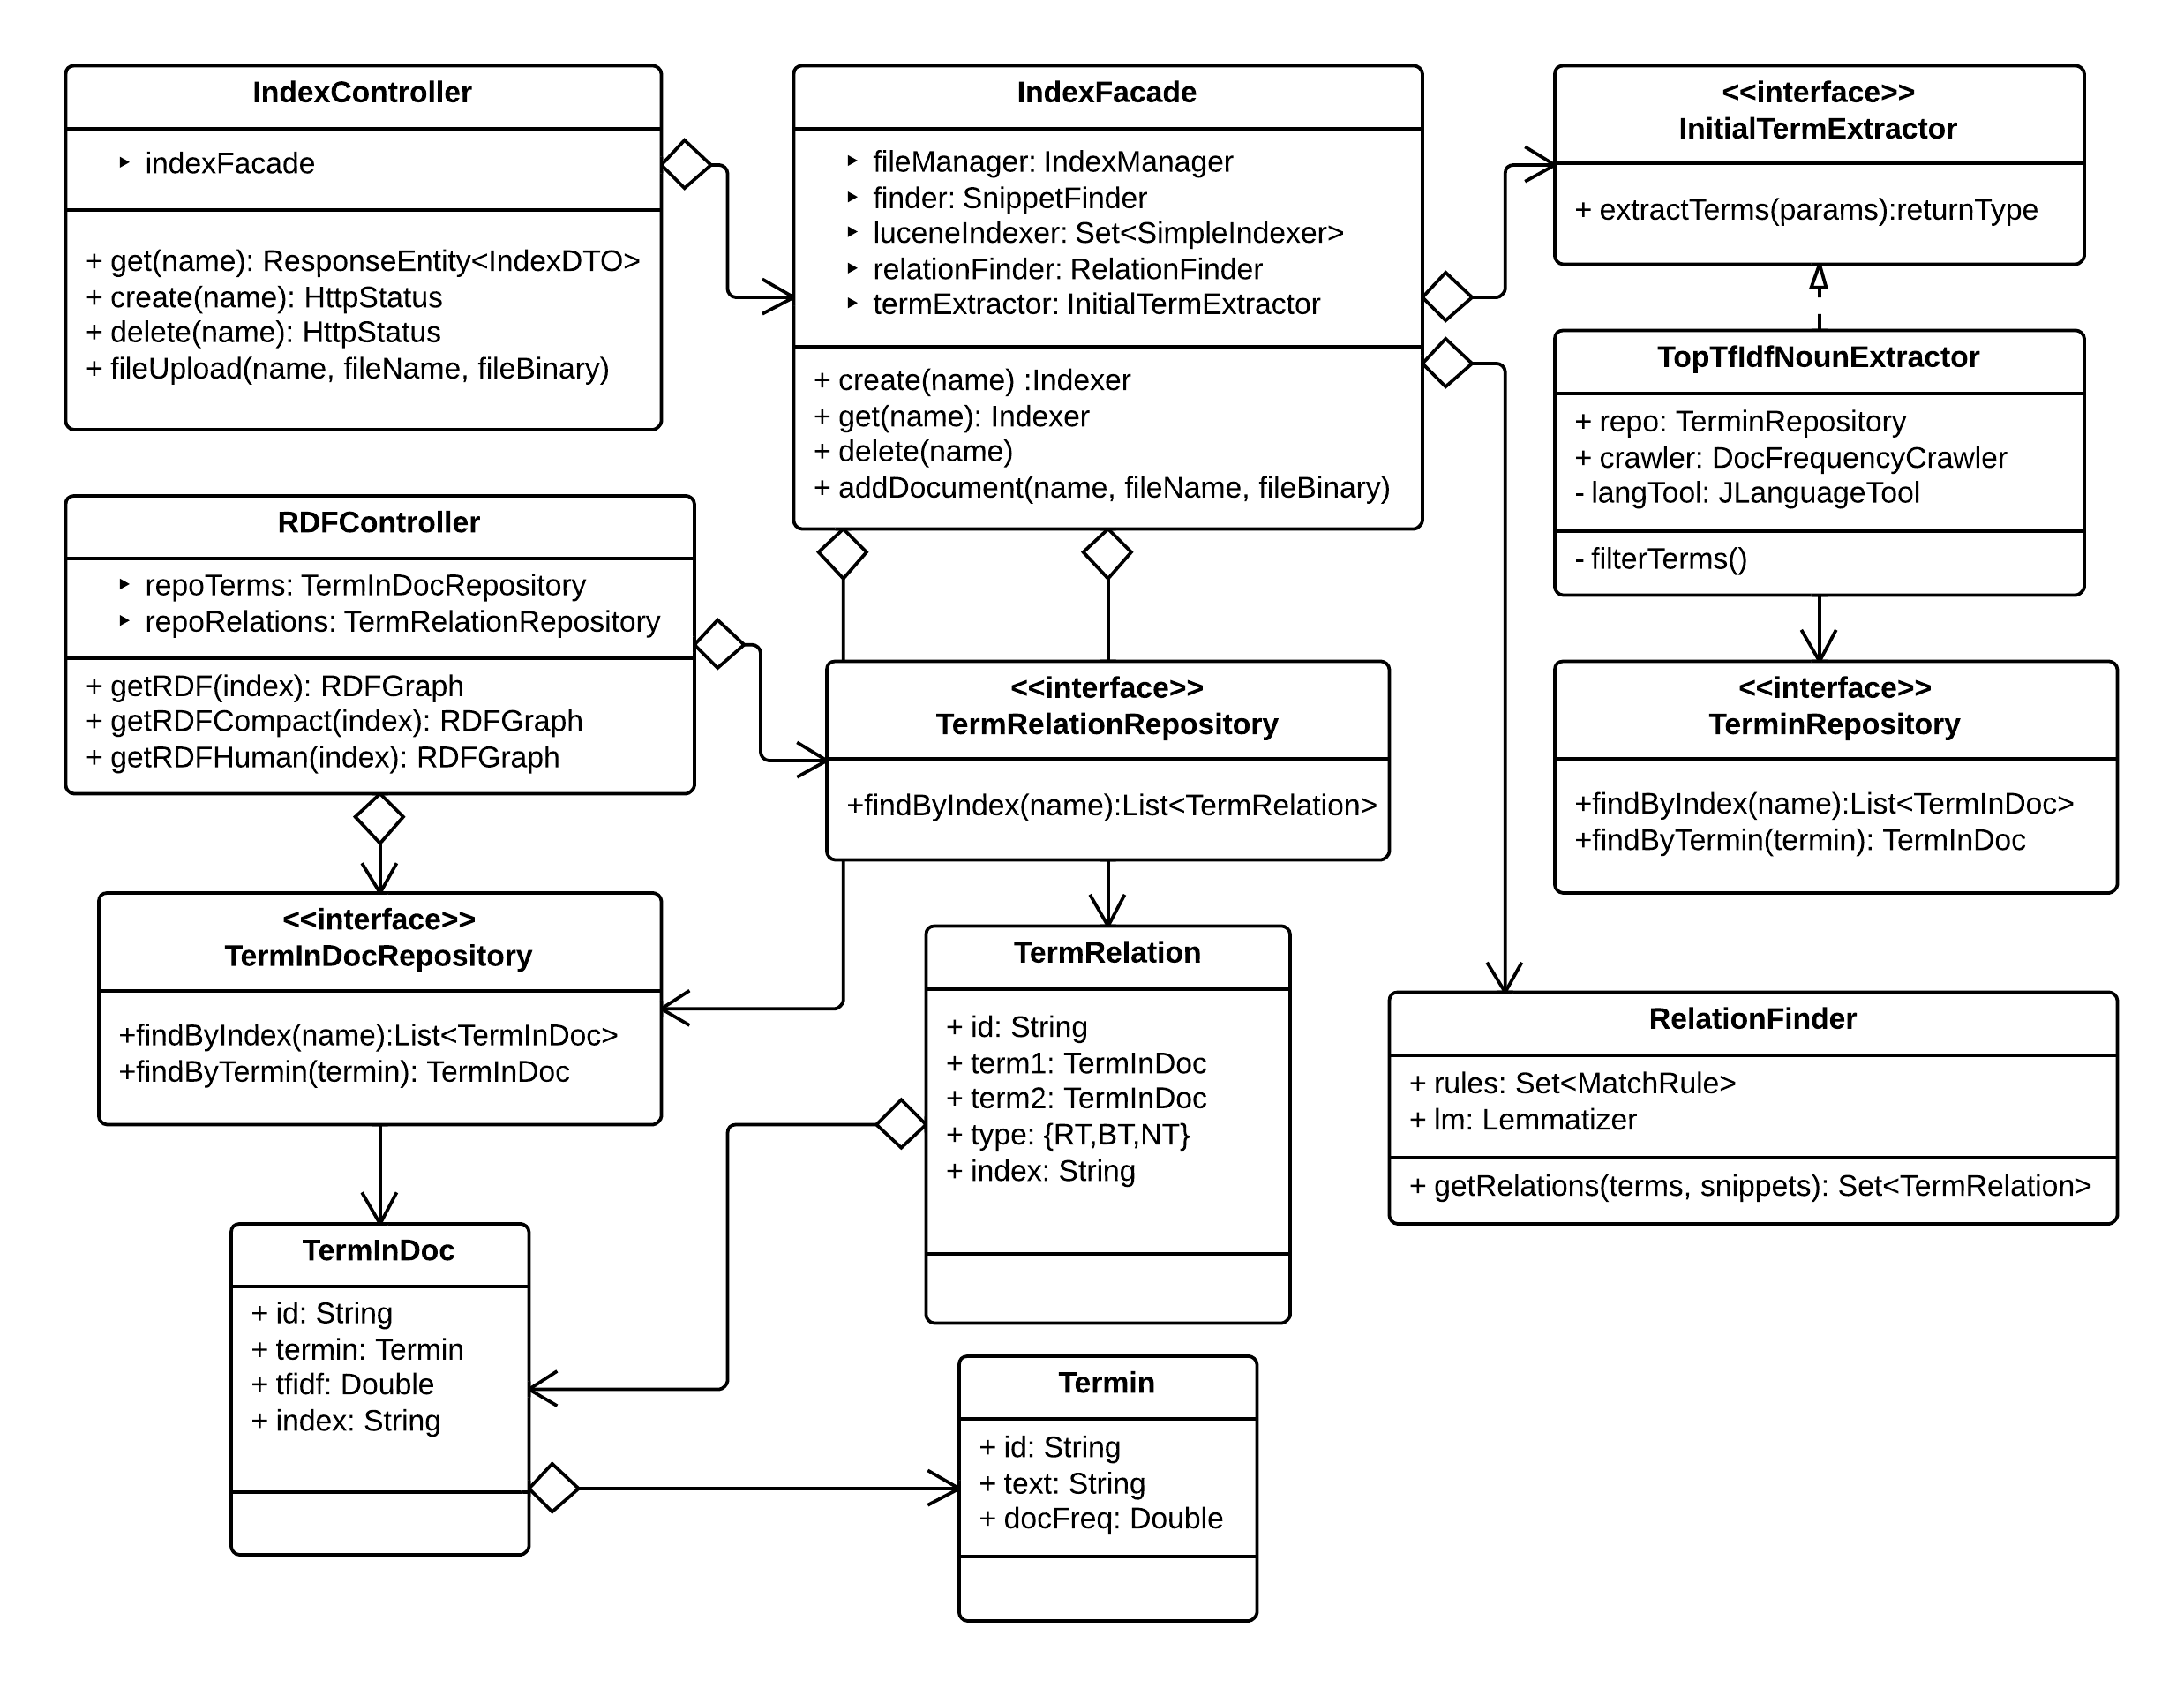 IndexController
‣ indexFacade
+ get(name): ResponseEntity<IndexDTO>
+ create(name): HttpStatus
+ delete(name): HttpStatus
+ fileUpload(name, fileName, fileBinary)
IndexFacade
‣ fileManager: IndexManager
‣ finder: SnippetFinder
‣ luceneIndexer: Set<SimpleIndexer>
‣ relationFinder: RelationFinder
‣ termExtractor: InitialTermExtractor
+ create(name) :Indexer
+ get(name): Indexer
+ delete(name)
+ addDocument(name, fileName, fileBinary)
<<interface>>
InitialTermExtractor
+ extractTerms(params):returnType
TopTfIdfNounExtractor
+ repo: TerminRepository
+ crawler: DocFrequencyCrawler
- langTool: JLanguageTool
- filterTerms()
RDFController
‣ repoTerms: TermInDocRepository
‣ repoRelations: TermRelationRepository
+ getRDF(index): RDFGraph
+ getRDFCompact(index): RDFGraph
+ getRDFHuman(index): RDFGraph
<<interface>>
TermRelationRepository
+findByIndex(name):List<TermRelation>
<<interface>>
TerminRepository
+findByIndex(name):List<TermInDoc>
+findByTermin(termin): TermInDoc
<<interface>>
TermInDocRepository
+findByIndex(name):List<TermInDoc>
+findByTermin(termin): TermInDoc
TermRelation
+ id: String
+ term1: TermInDoc
+ term2: TermInDoc
+ type: {RT,BT,NT}
+ index: String
RelationFinder
+ rules: Set<MatchRule>
+ lm: Lemmatizer
+ getRelations(terms, snippets): Set<TermRelation>
TermInDoc
+ id: String
+ termin: Termin
+ tfidf: Double
+ index: String
Termin
+ id: String
+ text: String
+ docFreq: Double